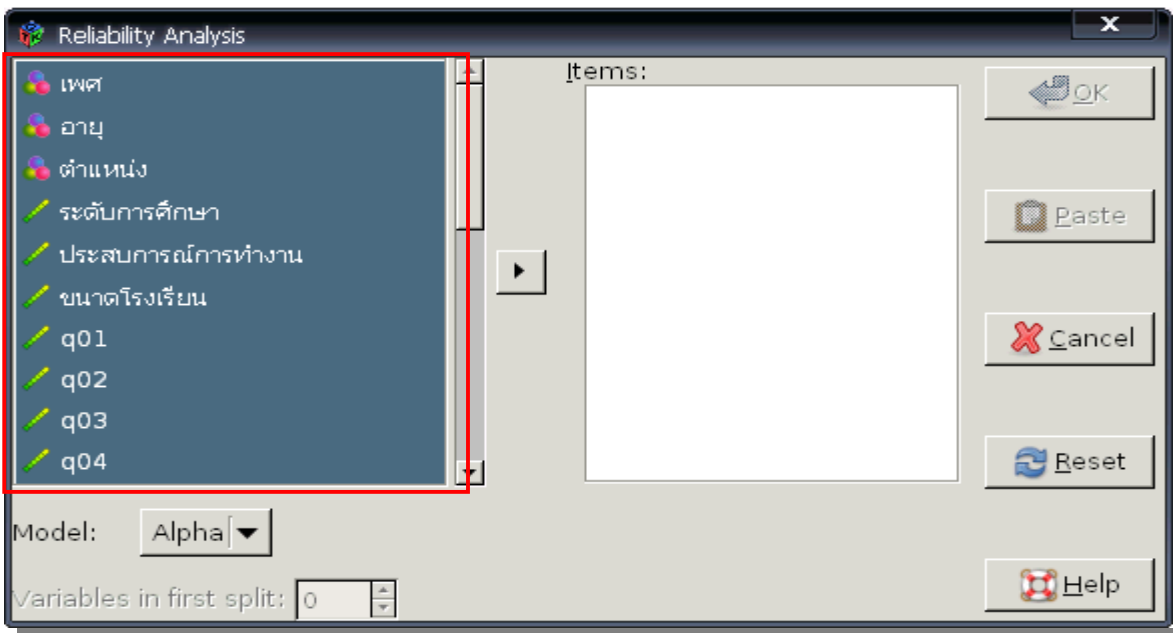 Reliability Analysis
เพศ
อายุ
ตำแหน่ง
ระดับการศึกษา
ประสบการณ์การทำงาน
ขนาดโรงเรียน
q01
q02
q03
q04
Items:
OK
Paste
Cancel
Reset
Help
Model: Alpha
Variables in first split: 0